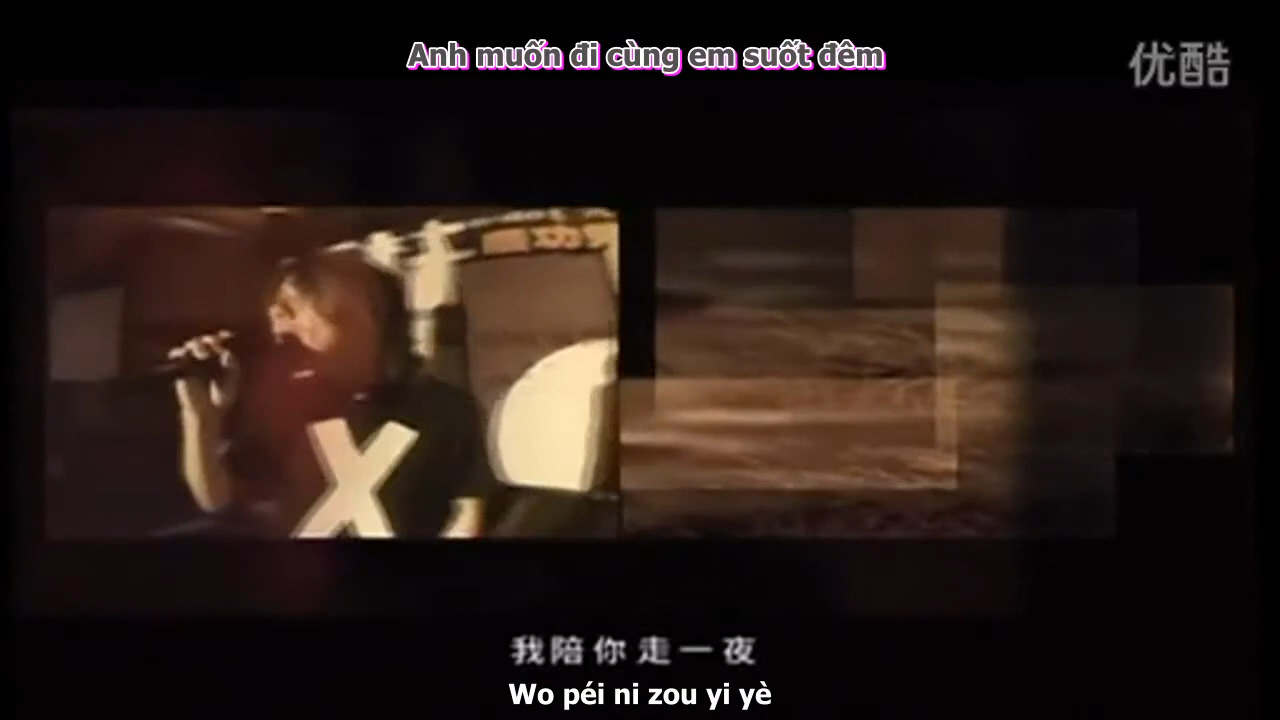 Anh muốn đi cùng em suốt đêm
优酷
X
我陪你走一夜
Wo péi ni zou yi yè